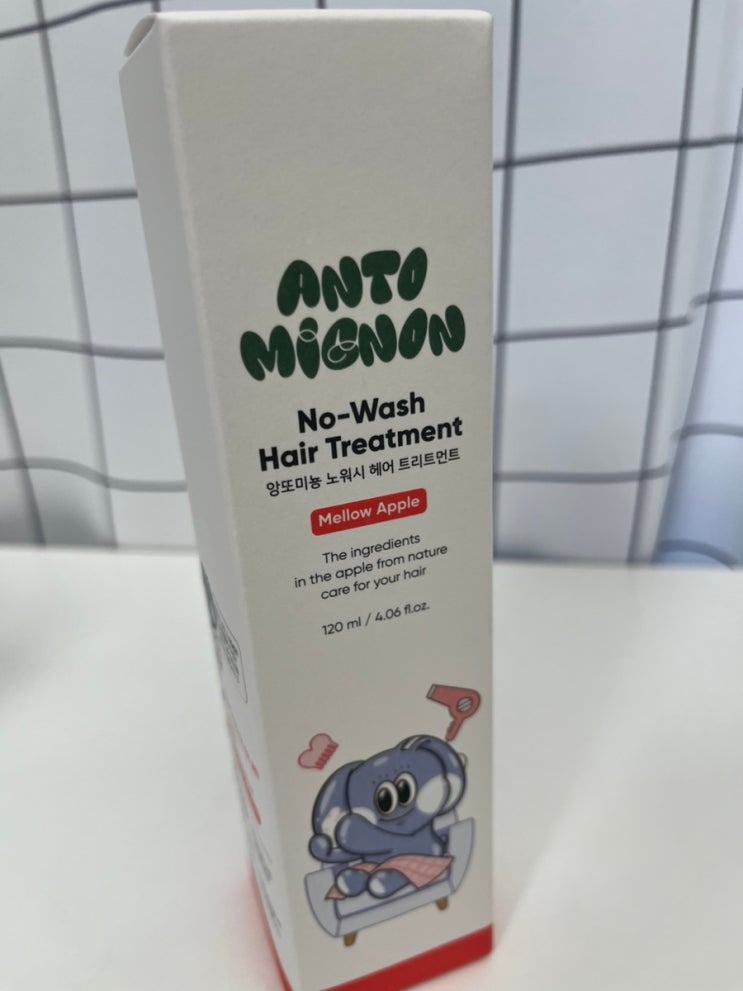 ANTO
MIGNON
No-Wash
Hair Treatment
앙또미뇽 노워시 헤어 트리트먼트
Mellow Apple
The ingredients
in the apple from nature
care for your hair
120 ml / 4.06 fl.oz.